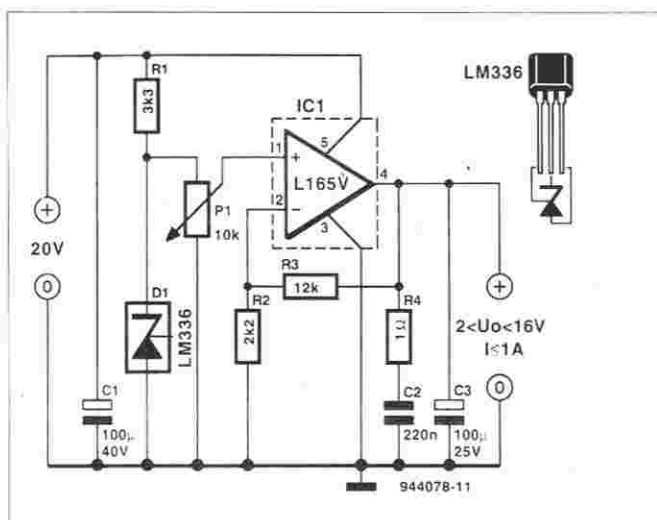 R1
3k3
IC1
LM336
1
+
5
L165V
4
2
−
3
P1
10k
+
20V
0
R3
12k
R2
2k2
R4
1Ω
D1
LM336
+
2<Uo<16V
I≤1A
0
C1
100µ
40V
C2
220n
C3
100µ
25V
944078-11